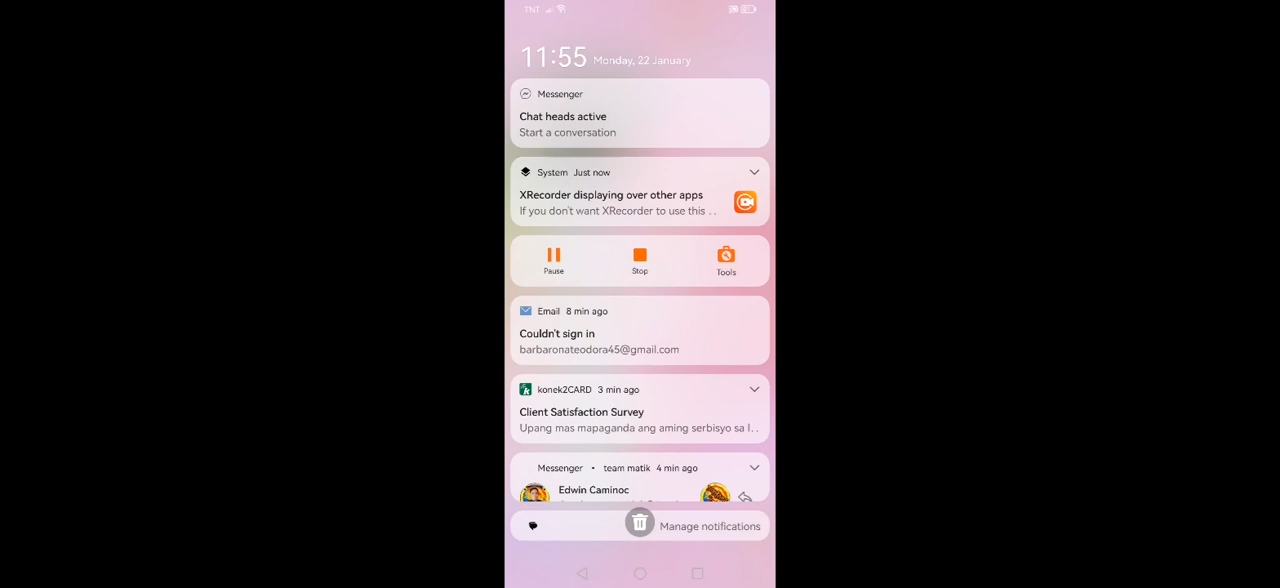 TNT
11:55 Monday, 22 January
Messenger
Chat heads active
Start a conversation
System Just now
XRecorder displaying over other apps
If you don't want XRecorder to use this . .
Pause Stop Tools
Email 8 min ago
Couldn't sign in
barbaronateodora45@gmail.com
konek2CARD 3 min ago
Client Satisfaction Survey
Upang mas mapaganda ang aming serbisyo sa l. .
Messenger • team matik 4 min ago
Edwin Caminoc
Manage notifications